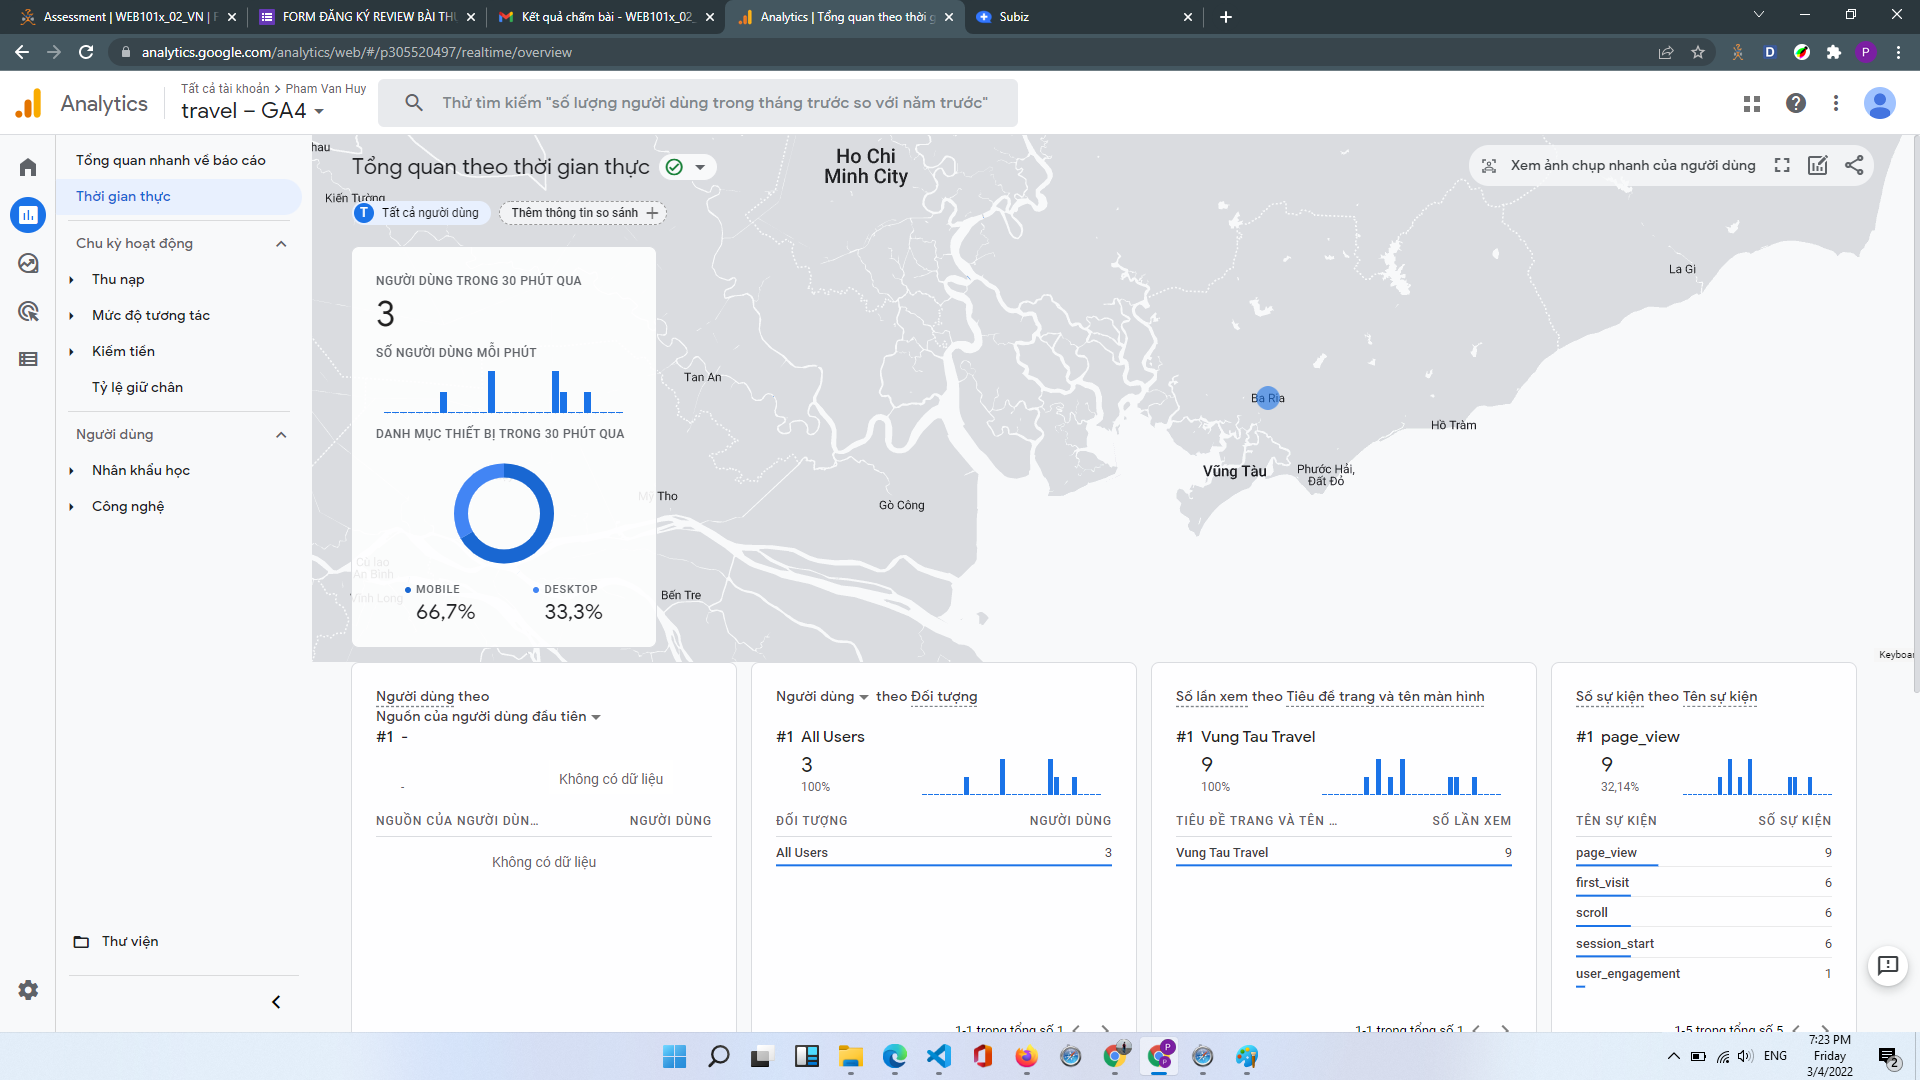 Assessment | WEB101x_02_VN | F
FORM ĐĂNG KÝ REVIEW BÀI THU
Kết quả chấm bài - WEB101x_02_
Analytics | Tổng quan theo thời g
Subiz
analytics.google.com/analytics/web/#/p305520497/realtime/overview
D
P
Analytics
Tất cả tài khoản > Pham Van Huy
travel – GA4
Thử tìm kiếm "số lượng người dùng trong tháng trước so với năm trước"
Tổng quan nhanh về báo cáo
Thời gian thực
Chu kỳ hoạt động
Thu nạp
Mức độ tương tác
Kiếm tiền
Tỷ lệ giữ chân
Người dùng
Nhân khẩu học
Công nghệ
Thư viện
Tổng quan theo thời gian thực
T Tất cả người dùng
Thêm thông tin so sánh
Xem ảnh chụp nhanh của người dùng
hau
Kiến Tường
Ho Chi
Minh City
La Gi
Tan An
Ba Ria
Hồ Tràm
Vũng Tàu
Phước Hải,
Đất Đỏ
Mỹ Tho
Gò Công
Cù lao
An Bình
Vĩnh Long
Bến Tre
Keyboar
NGƯỜI DÙNG TRONG 30 PHÚT QUA
3
SỐ NGƯỜI DÙNG MỖI PHÚT
DANH MỤC THIẾT BỊ TRONG 30 PHÚT QUA
MOBILE
66,7%
DESKTOP
33,3%
Người dùng theo
Nguồn của người dùng đầu tiên
#1 -
-
Không có dữ liệu
NGUỒN CỦA NGƯỜI DÙN...
NGƯỜI DÙNG
Không có dữ liệu
Người dùng theo Đối tượng
#1 All Users
3
100%
ĐỐI TƯỢNG
NGƯỜI DÙNG
All Users
3
1-1 trong tổng số 1
Số lần xem theo Tiêu đề trang và tên màn hình
#1 Vung Tau Travel
9
100%
TIÊU ĐỀ TRANG VÀ TÊN ...
SỐ LẦN XEM
Vung Tau Travel
9
1-1 trong tổng số 1
Số sự kiện theo Tên sự kiện
#1 page_view
9
32,14%
TÊN SỰ KIỆN
SỐ SỰ KIỆN
page_view
9
first_visit
6
scroll
6
session_start
6
user_engagement
1
1-5 trong tổng số 5
ENG
7:23 PM
Friday
3/4/2022
2